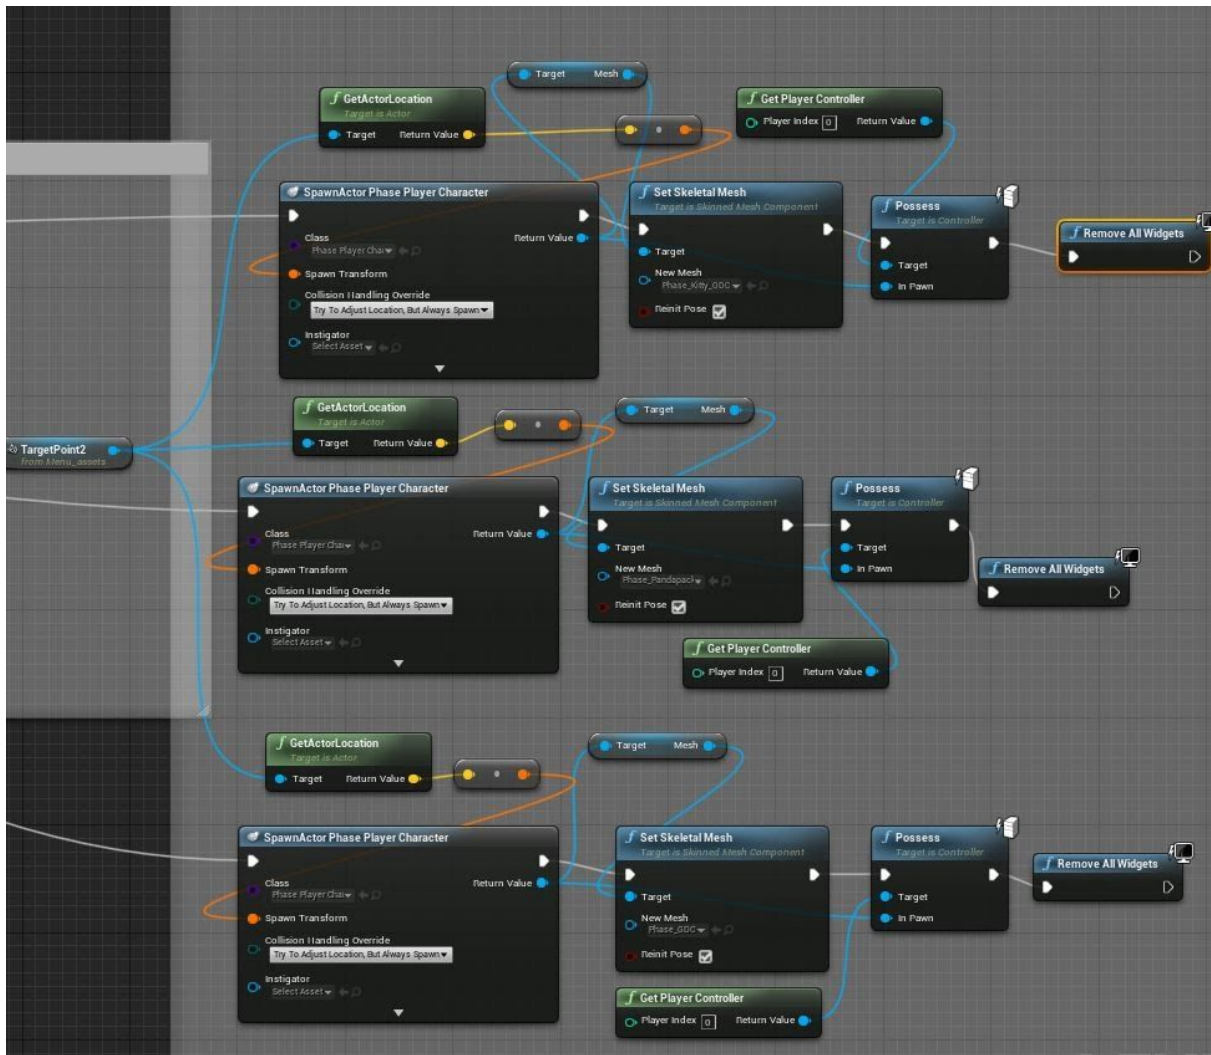 Target Mesh
GetActorLocation
Target is Actor
Target Return Value
Get Player Controller
Player Index 0 Return Value
SpawnActor Phase Player Character
Class
Phase Player Char
Return Value
Spawn Transform
Collision Handling Override
Try To Adjust Location, But Always Spawn
Instigator
Select Asset
Set Skeletal Mesh
Target is Skinned Mesh Component
Target
New Mesh
Phase_Kitty_GDC
Reinit Pose
Possess
Target is Controller
Target
In Pawn
Remove All Widgets
TargetPoint2
from Menu_assets
GetActorLocation
Target is Actor
Target Return Value
Target Mesh
SpawnActor Phase Player Character
Class
Phase Player Char
Return Value
Spawn Transform
Collision Handling Override
Try To Adjust Location, But Always Spawn
Instigator
Select Asset
Set Skeletal Mesh
Target is Skinned Mesh Component
Target
New Mesh
Phase_Pandapack
Reinit Pose
Possess
Target is Controller
Target
In Pawn
Remove All Widgets
Get Player Controller
Player Index 0 Return Value
GetActorLocation
Target is Actor
Target Return Value
Target Mesh
SpawnActor Phase Player Character
Class
Phase Player Char
Return Value
Spawn Transform
Collision Handling Override
Try To Adjust Location, But Always Spawn
Instigator
Select Asset
Set Skeletal Mesh
Target is Skinned Mesh Component
Target
New Mesh
Phase_GDC
Reinit Pose
Possess
Target is Controller
Target
In Pawn
Remove All Widgets
Get Player Controller
Player Index 0 Return Value